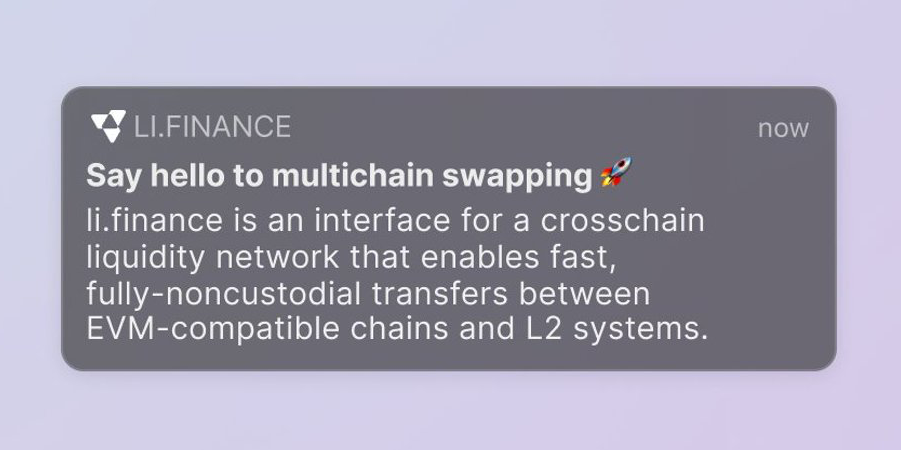 LI.FINANCE
now
Say hello to multichain swapping 🚀
li.finance is an interface for a crosschain
liquidity network that enables fast,
fully-noncustodial transfers between
EVM-compatible chains and L2 systems.